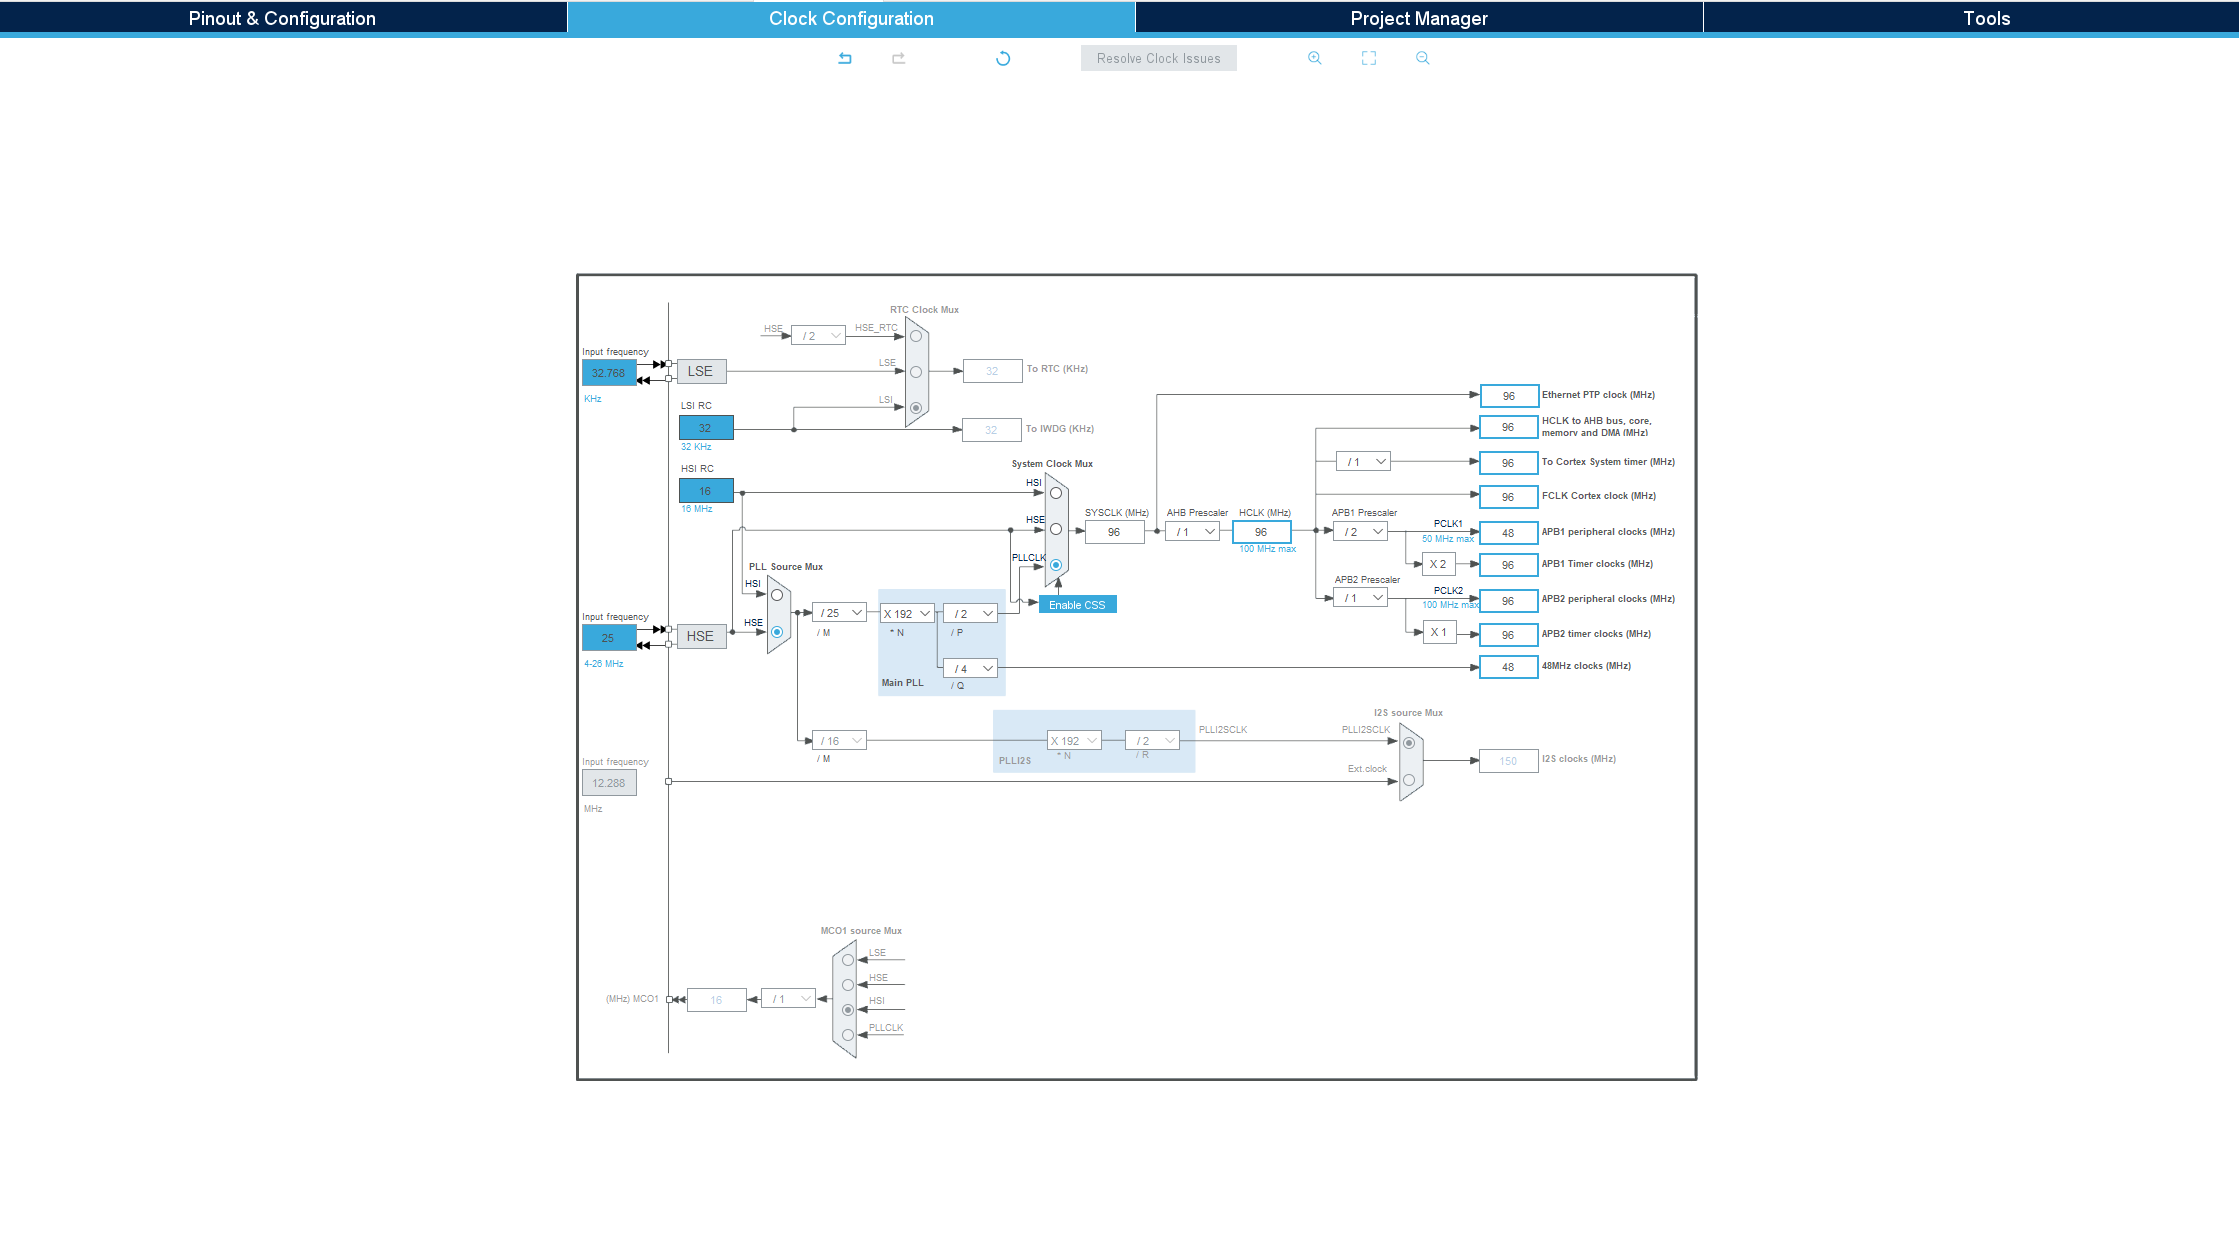 Pinout & Configuration
Clock Configuration
Project Manager
Tools
Resolve Clock Issues
RTC Clock Mux
HSE
/ 2
HSE_RTC
Input frequency
32.768
KHz
LSE
LSE
32
To RTC (KHz)
LSI RC
32
32 KHz
LSI
32
To IWDG (KHz)
HSI RC
16
16 MHz
System Clock Mux
HSI
HSE
PLLCLK
SYSCLK (MHz)
96
AHB Prescaler
/ 1
HCLK (MHz)
96
100 MHz max
96
Ethernet PTP clock (MHz)
96
HCLK to AHB bus, core,
memory and DMA (MHz)
/ 1
96
To Cortex System timer (MHz)
96
FCLK Cortex clock (MHz)
APB1 Prescaler
/ 2
PCLK1
50 MHz max
48
APB1 peripheral clocks (MHz)
X 2
96
APB1 Timer clocks (MHz)
APB2 Prescaler
/ 1
PCLK2
100 MHz max
96
APB2 peripheral clocks (MHz)
X 1
96
APB2 timer clocks (MHz)
48
48MHz clocks (MHz)
Enable CSS
PLL Source Mux
HSI
HSE
Input frequency
25
4-26 MHz
HSE
/ 25
/ M
X 192
* N
/ 2
/ P
/ 4
/ Q
Main PLL
/ 16
/ M
PLLI2S
X 192
* N
/ 2
/ R
PLLI2SCLK
I2S source Mux
PLLI2SCLK
Ext.clock
150
I2S clocks (MHz)
Input frequency
12.288
MHz
MCO1 source Mux
LSE
HSE
HSI
PLLCLK
(MHz) MCO1
16
/ 1